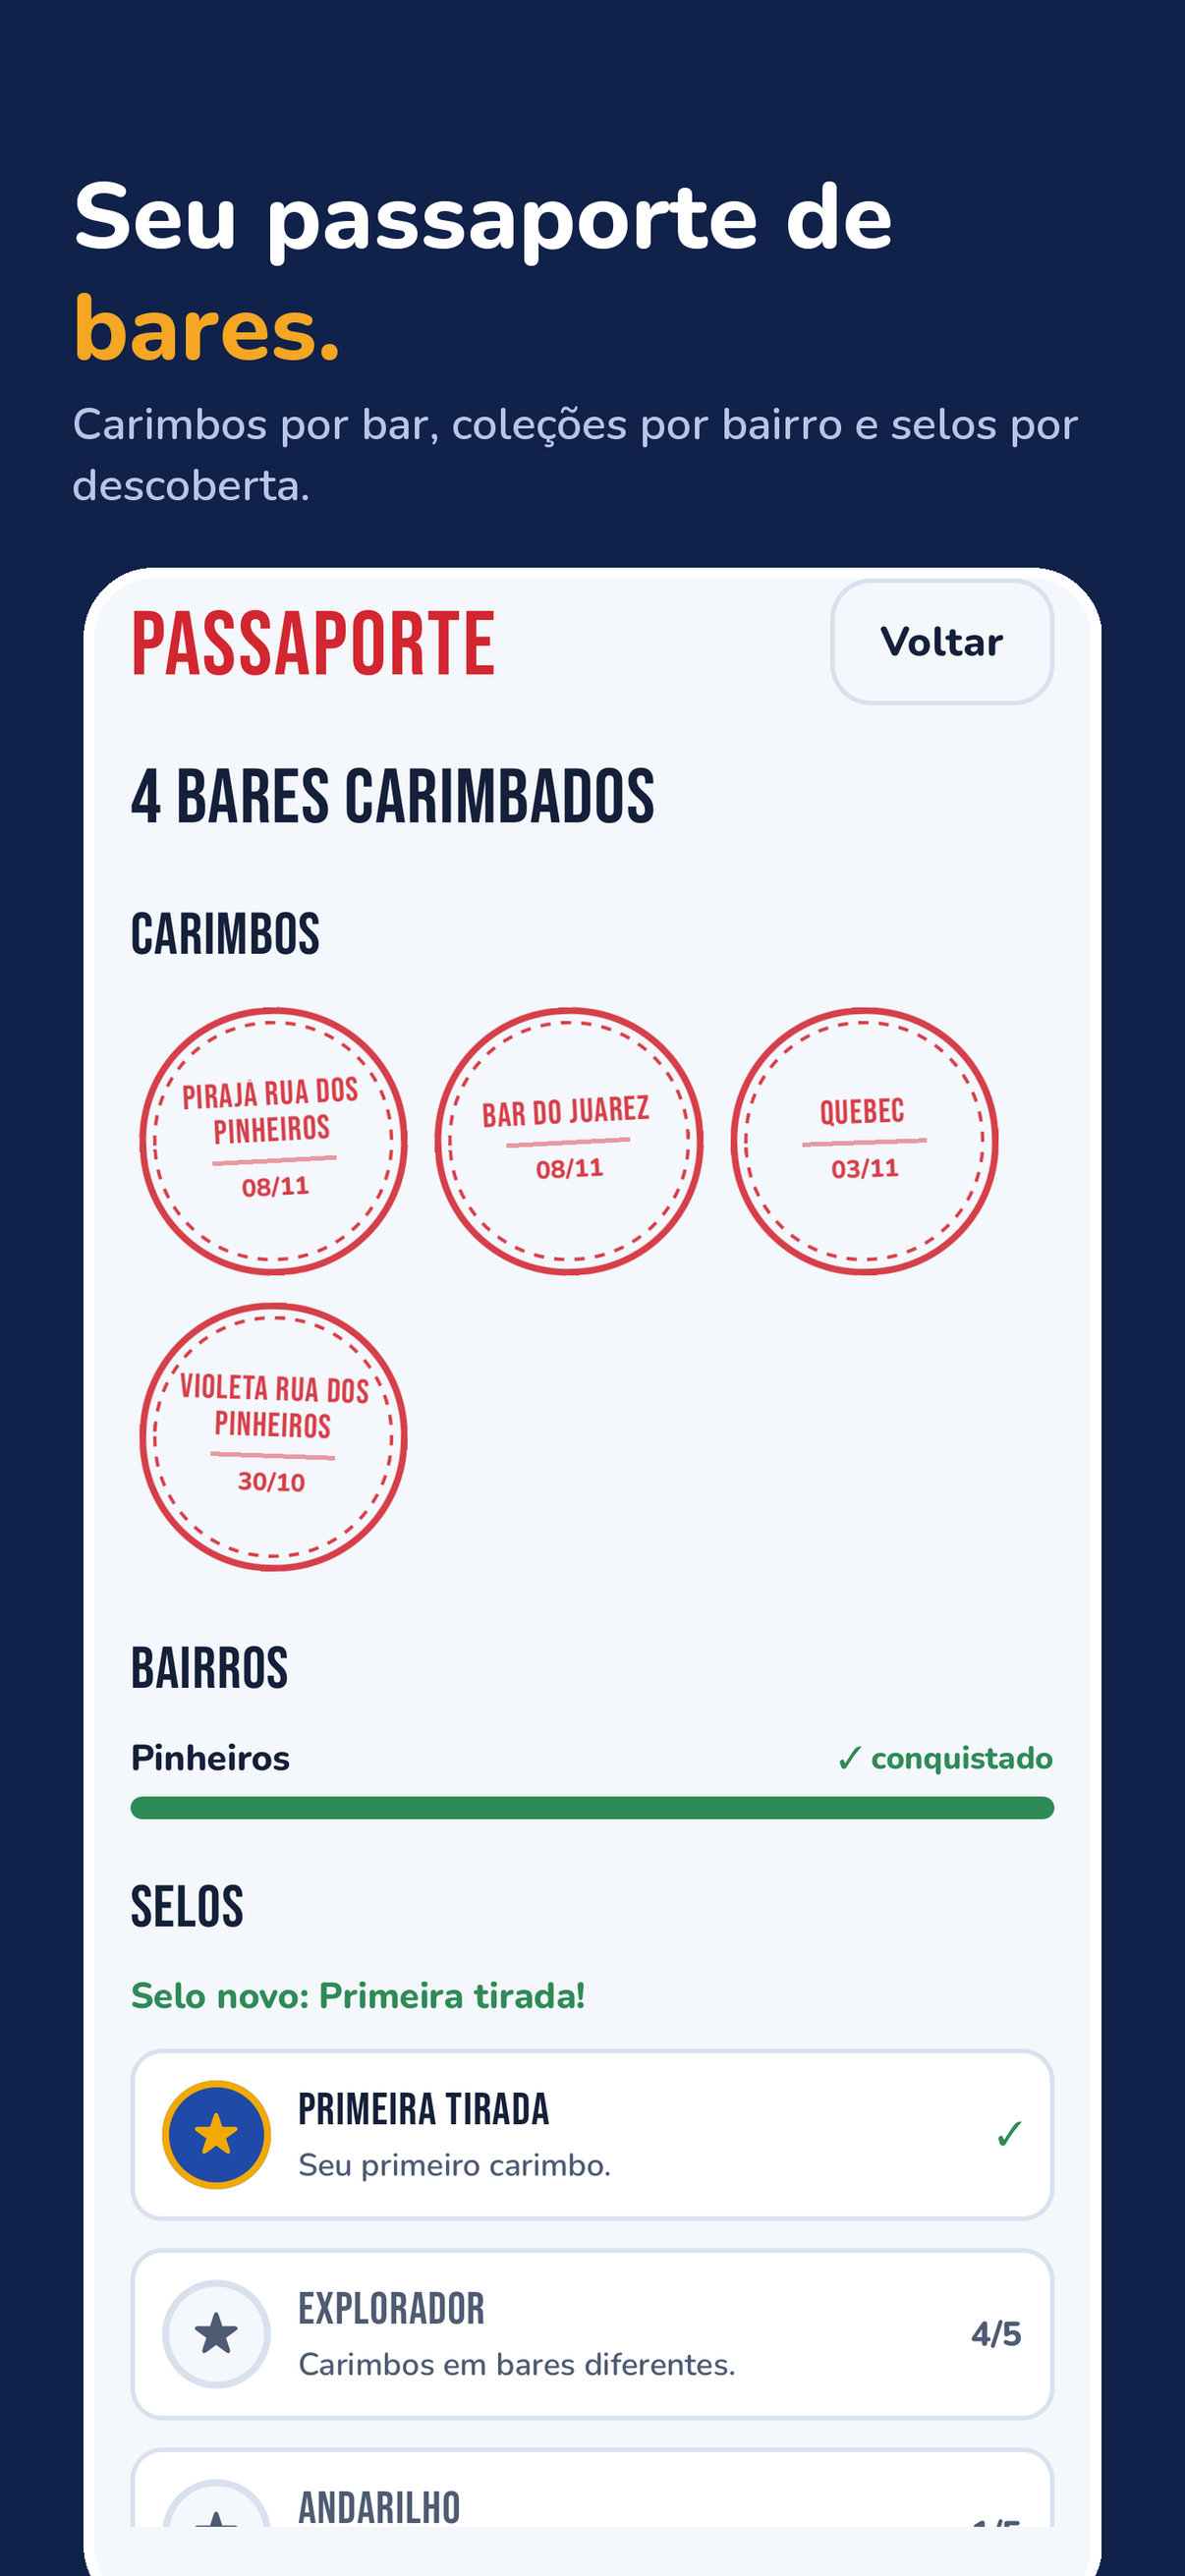 Seu passaporte de
bares.
Carimbos por bar, coleções por bairro e selos por
descoberta.
PASSAPORTE
Voltar
4 BARES CARIMBADOS
CARIMBOS
PIRAJÁ RUA DOS
PINHEIROS
08/11
BAR DO JUAREZ
08/11
QUEBEC
03/11
VIOLETA RUA DOS
PINHEIROS
30/10
BAIRROS
Pinheiros
✓ conquistado
SELOS
Selo novo: Primeira tirada!
PRIMEIRA TIRADA
✓
Seu primeiro carimbo.
EXPLORADOR
4/5
Carimbos em bares diferentes.
ANDARILHO
1/5